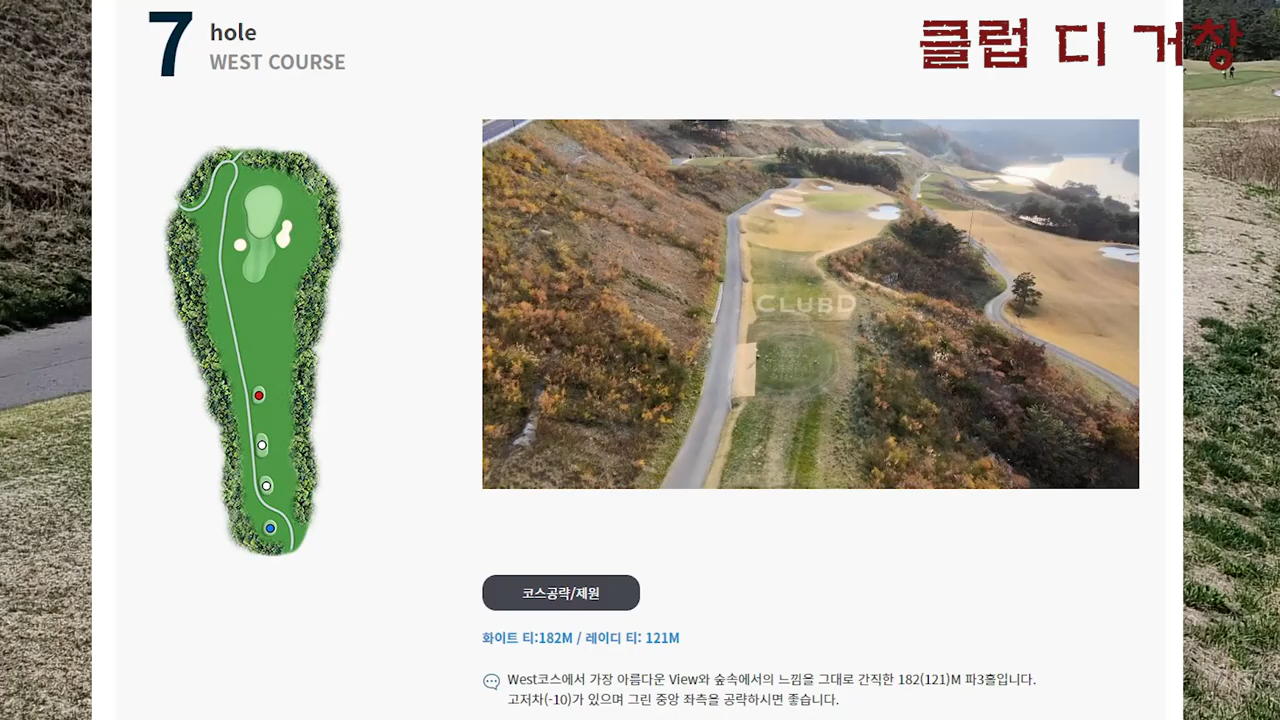 7
hole
WEST COURSE
클럽 디 거창
CLUBD
코스공략/제원
화이트 티:182M / 레이디 티: 121M
West코스에서 가장 아름다운 View와 숲속에서의 느낌을 그대로 간직한 182(121)M 파3홀입니다.
고저차(-10)가 있으며 그린 중앙 좌측을 공략하시면 좋습니다.